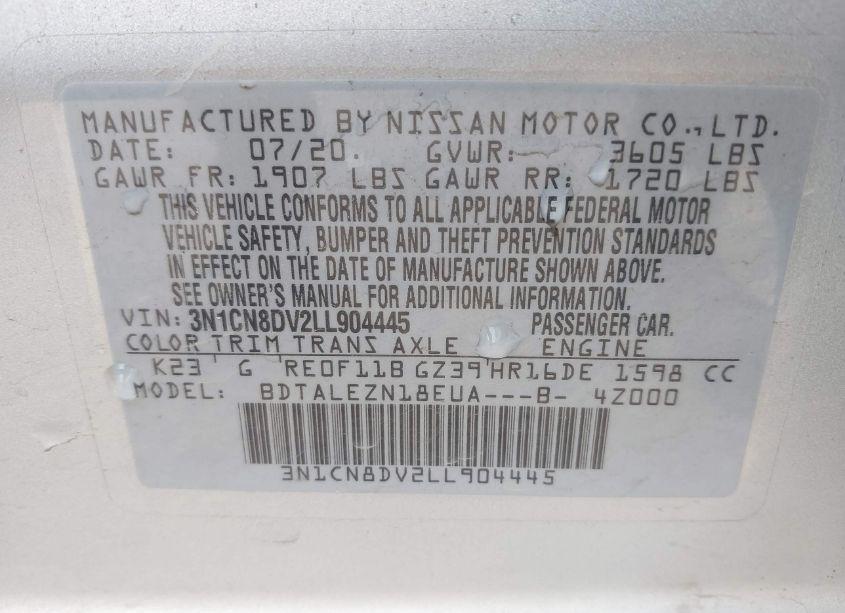 MANUFACTURED BY NISSAN MOTOR CO., LTD.
DATE: 07/20. GVWR: 3605 LBS
GAWR FR: 1907 LBS GAWR RR: 1720 LBS
THIS VEHICLE CONFORMS TO ALL APPLICABLE FEDERAL MOTOR
VEHICLE SAFETY, BUMPER AND THEFT PREVENTION STANDARDS
IN EFFECT ON THE DATE OF MANUFACTURE SHOWN ABOVE.
SEE OWNER'S MANUAL FOR ADDITIONAL INFORMATION.
VIN: 3N1CN8DV2LL904445 PASSENGER CAR.
COLOR TRIM TRANS AXLE ENGINE
K23 G RE0F11B GZ39 HR16DE 1598 CC
MODEL: BDTALEZN18EUA---B- 4Z000
3N1CN8DV2LL904445